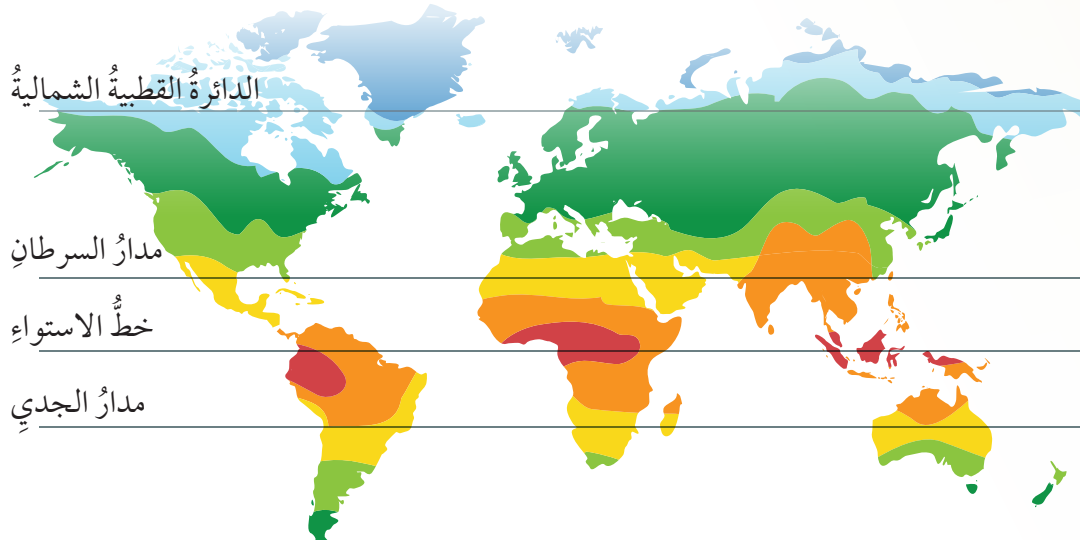 الدائرةُ القطبيةُ الشماليةُ
مدارُ السرطانِ
خطُّ الاستواءِ
مدارُ الجديِ